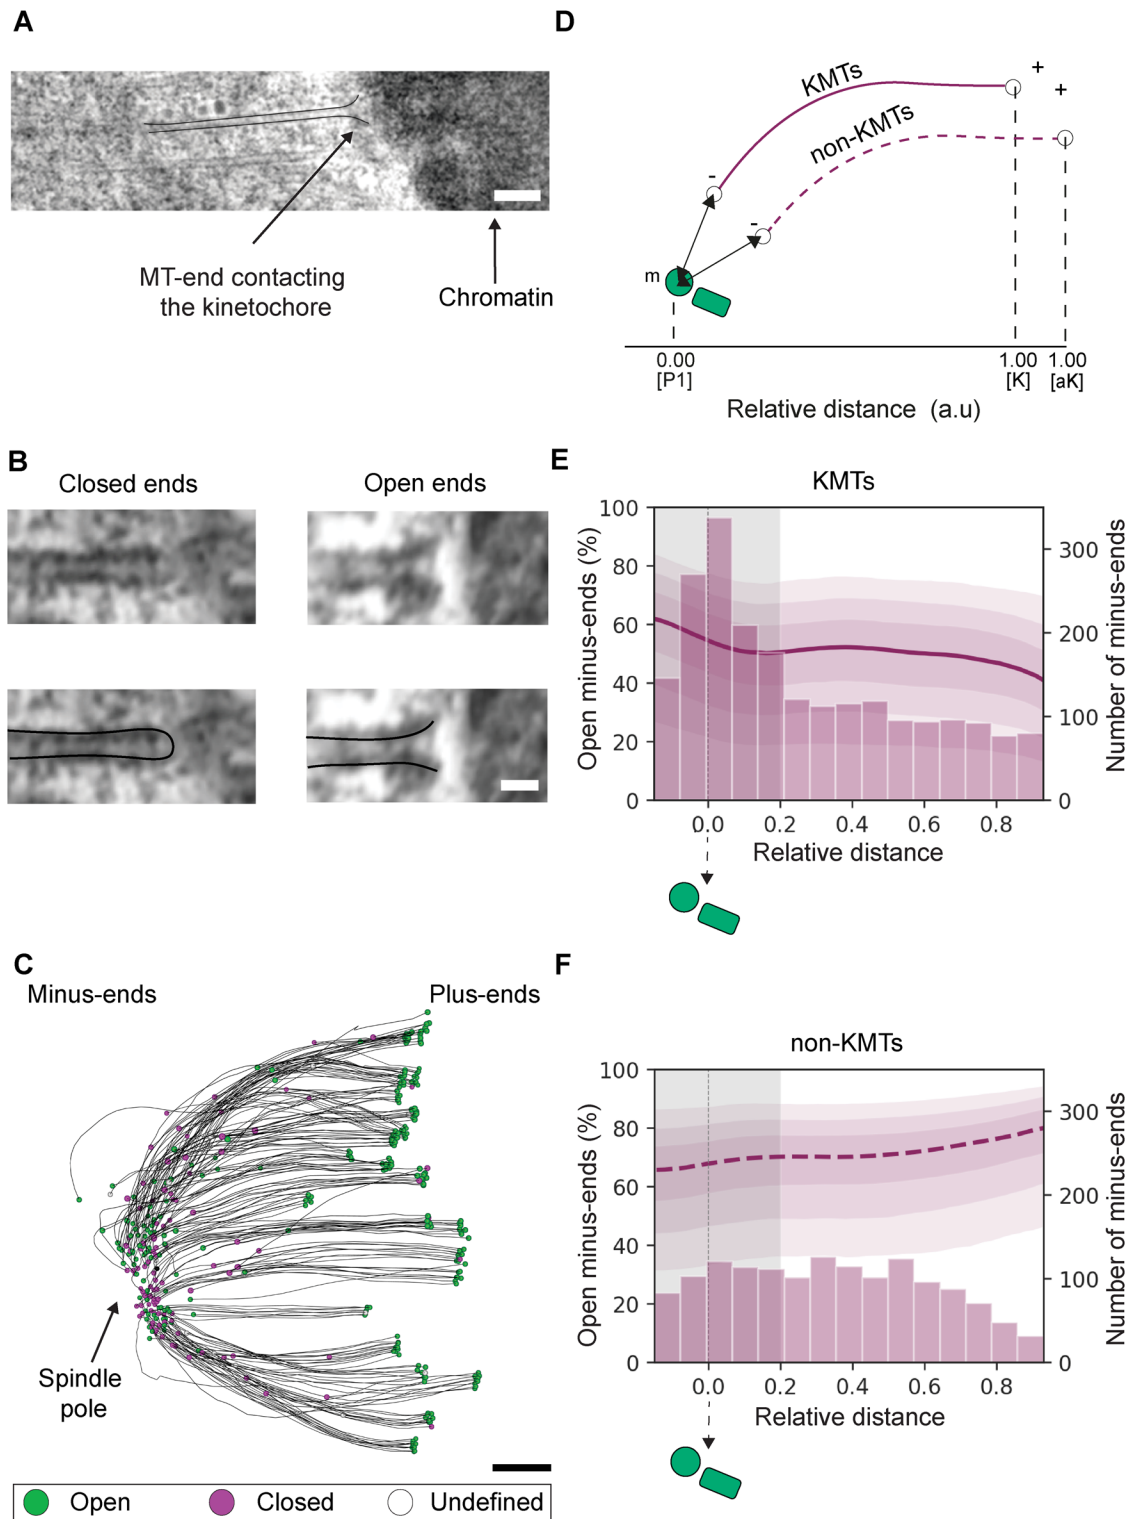 A
MT-end contacting
the kinetochore
Chromatin
B
Closed ends
Open ends
C
Minus-ends
Plus-ends
Spindle
pole
Open
Closed
Undefined
D
KMTs
non-KMTs
+
+
-
-
m
0.00
[P1]
1.00
[K]
1.00
[aK]
Relative distance (a.u)
E
KMTs
Open minus-ends (%)
100
80
60
40
20
0
Number of minus-ends
300
200
100
0
0.0 0.2 0.4 0.6 0.8
Relative distance
F
non-KMTs
Open minus-ends (%)
100
80
60
40
20
0
Number of minus-ends
300
200
100
0
0.0 0.2 0.4 0.6 0.8
Relative distance